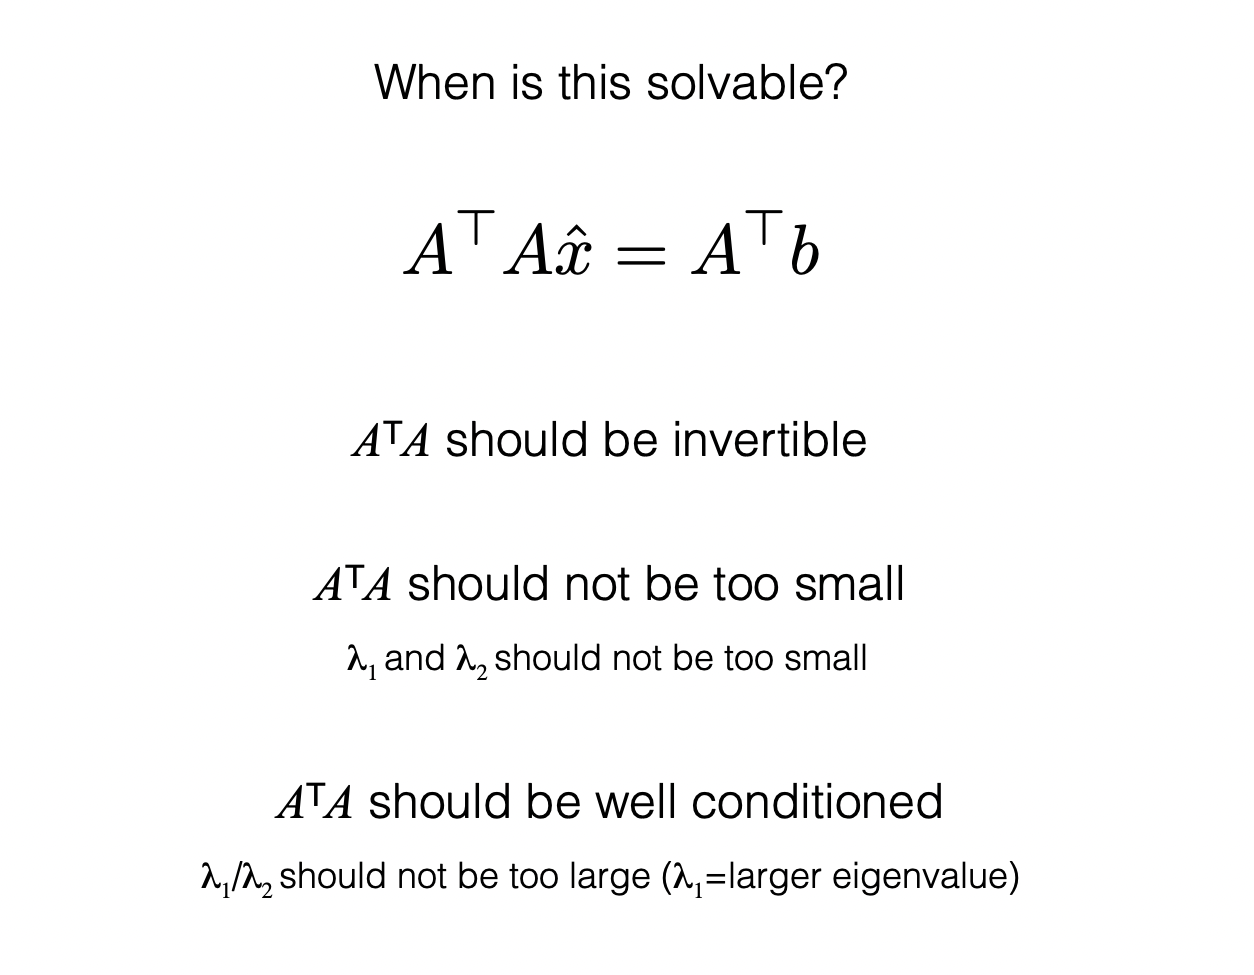 When is this solvable?
A⊤Ax̂ = A⊤b
AᵀA should be invertible
AᵀA should not be too small
λ₁ and λ₂ should not be too small
AᵀA should be well conditioned
λ₁/λ₂ should not be too large (λ₁=larger eigenvalue)